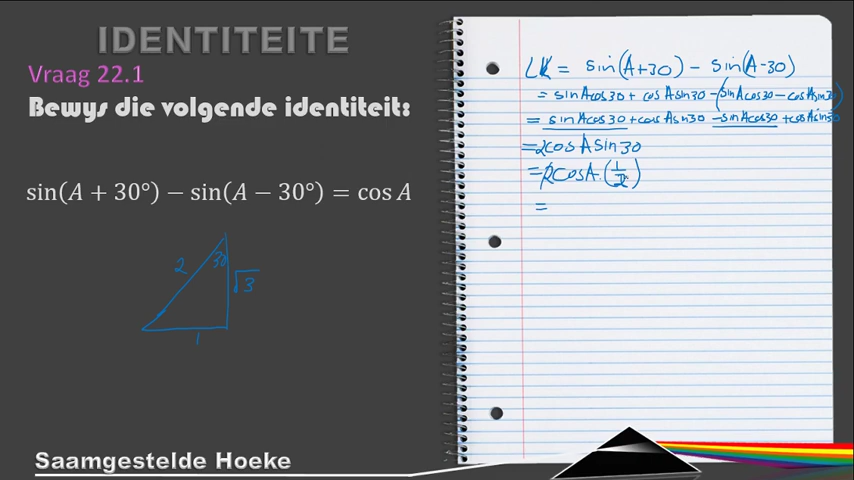 IDENTITEITE
Vraag 22.1
Bewys die volgende identiteit:
sin(A + 30°) − sin(A − 30°) = cos A
2
30
√3
1
Saamgestelde Hoeke
LK = sin(A+30) − sin(A-30)
= sinAcos30 + cosAsin30 −(sinAcos30 − cosAsin30)
= sinAcos30 + cosAsin30 − sinAcos30 + cosAsin30
= 2cosAsin30
= 2cosA.(1/2)
=